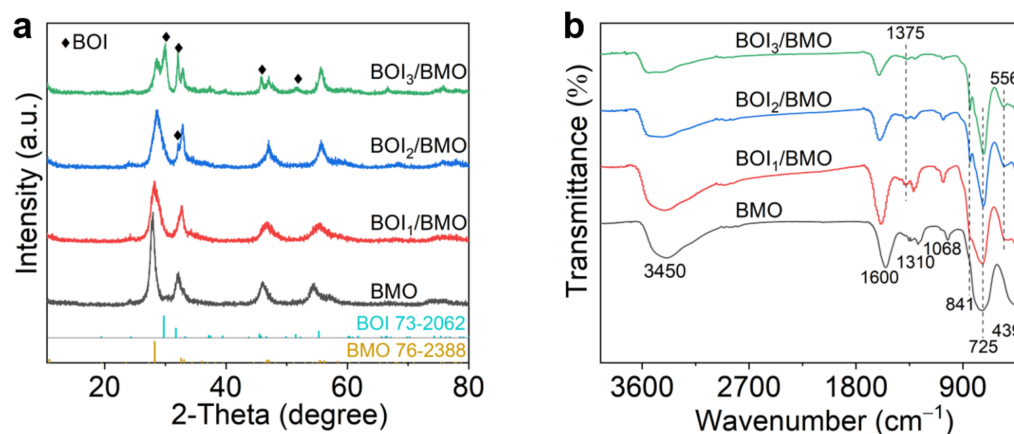 a
♦BOI
BOI₃/BMO
BOI₂/BMO
BOI₁/BMO
BMO
BOI 73-2062
BMO 76-2388
20 40 60 80
2-Theta (degree)
Intensity (a.u.)
b
1375
BOI₃/BMO
556
BOI₂/BMO
BOI₁/BMO
BMO
3450
1600
1310
1068
841
725
439
3600 2700 1800 900
Wavenumber (cm⁻¹)
Transmittance (%)